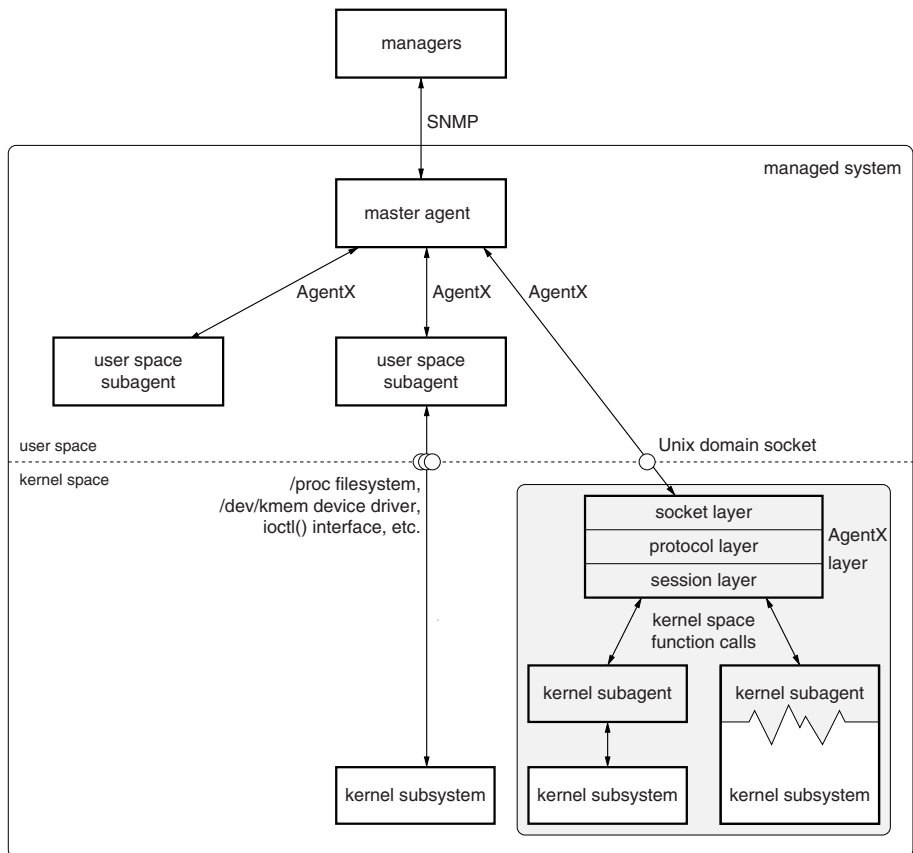 managers
SNMP
managed system
master agent
AgentX
AgentX
AgentX
user space
subagent
user space
subagent
user space
Unix domain socket
kernel space
/proc filesystem,
/dev/kmem device driver,
ioctl() interface, etc.
socket layer
protocol layer
session layer
AgentX
layer
kernel space
function calls
kernel subagent
kernel subagent
kernel subsystem
kernel subsystem
kernel subsystem